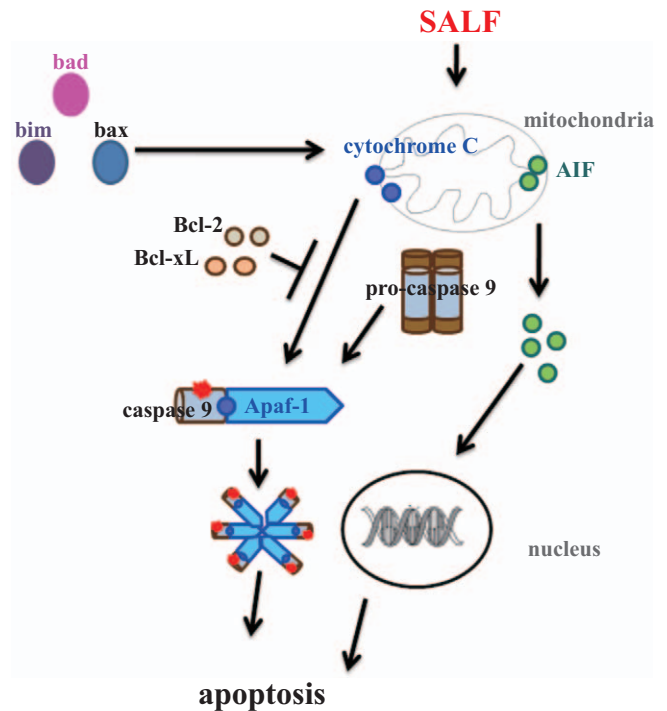 SALF
bad
bim
bax
mitochondria
cytochrome C
AIF
Bcl-2
Bcl-xL
pro-caspase 9
caspase 9
Apaf-1
nucleus
apoptosis